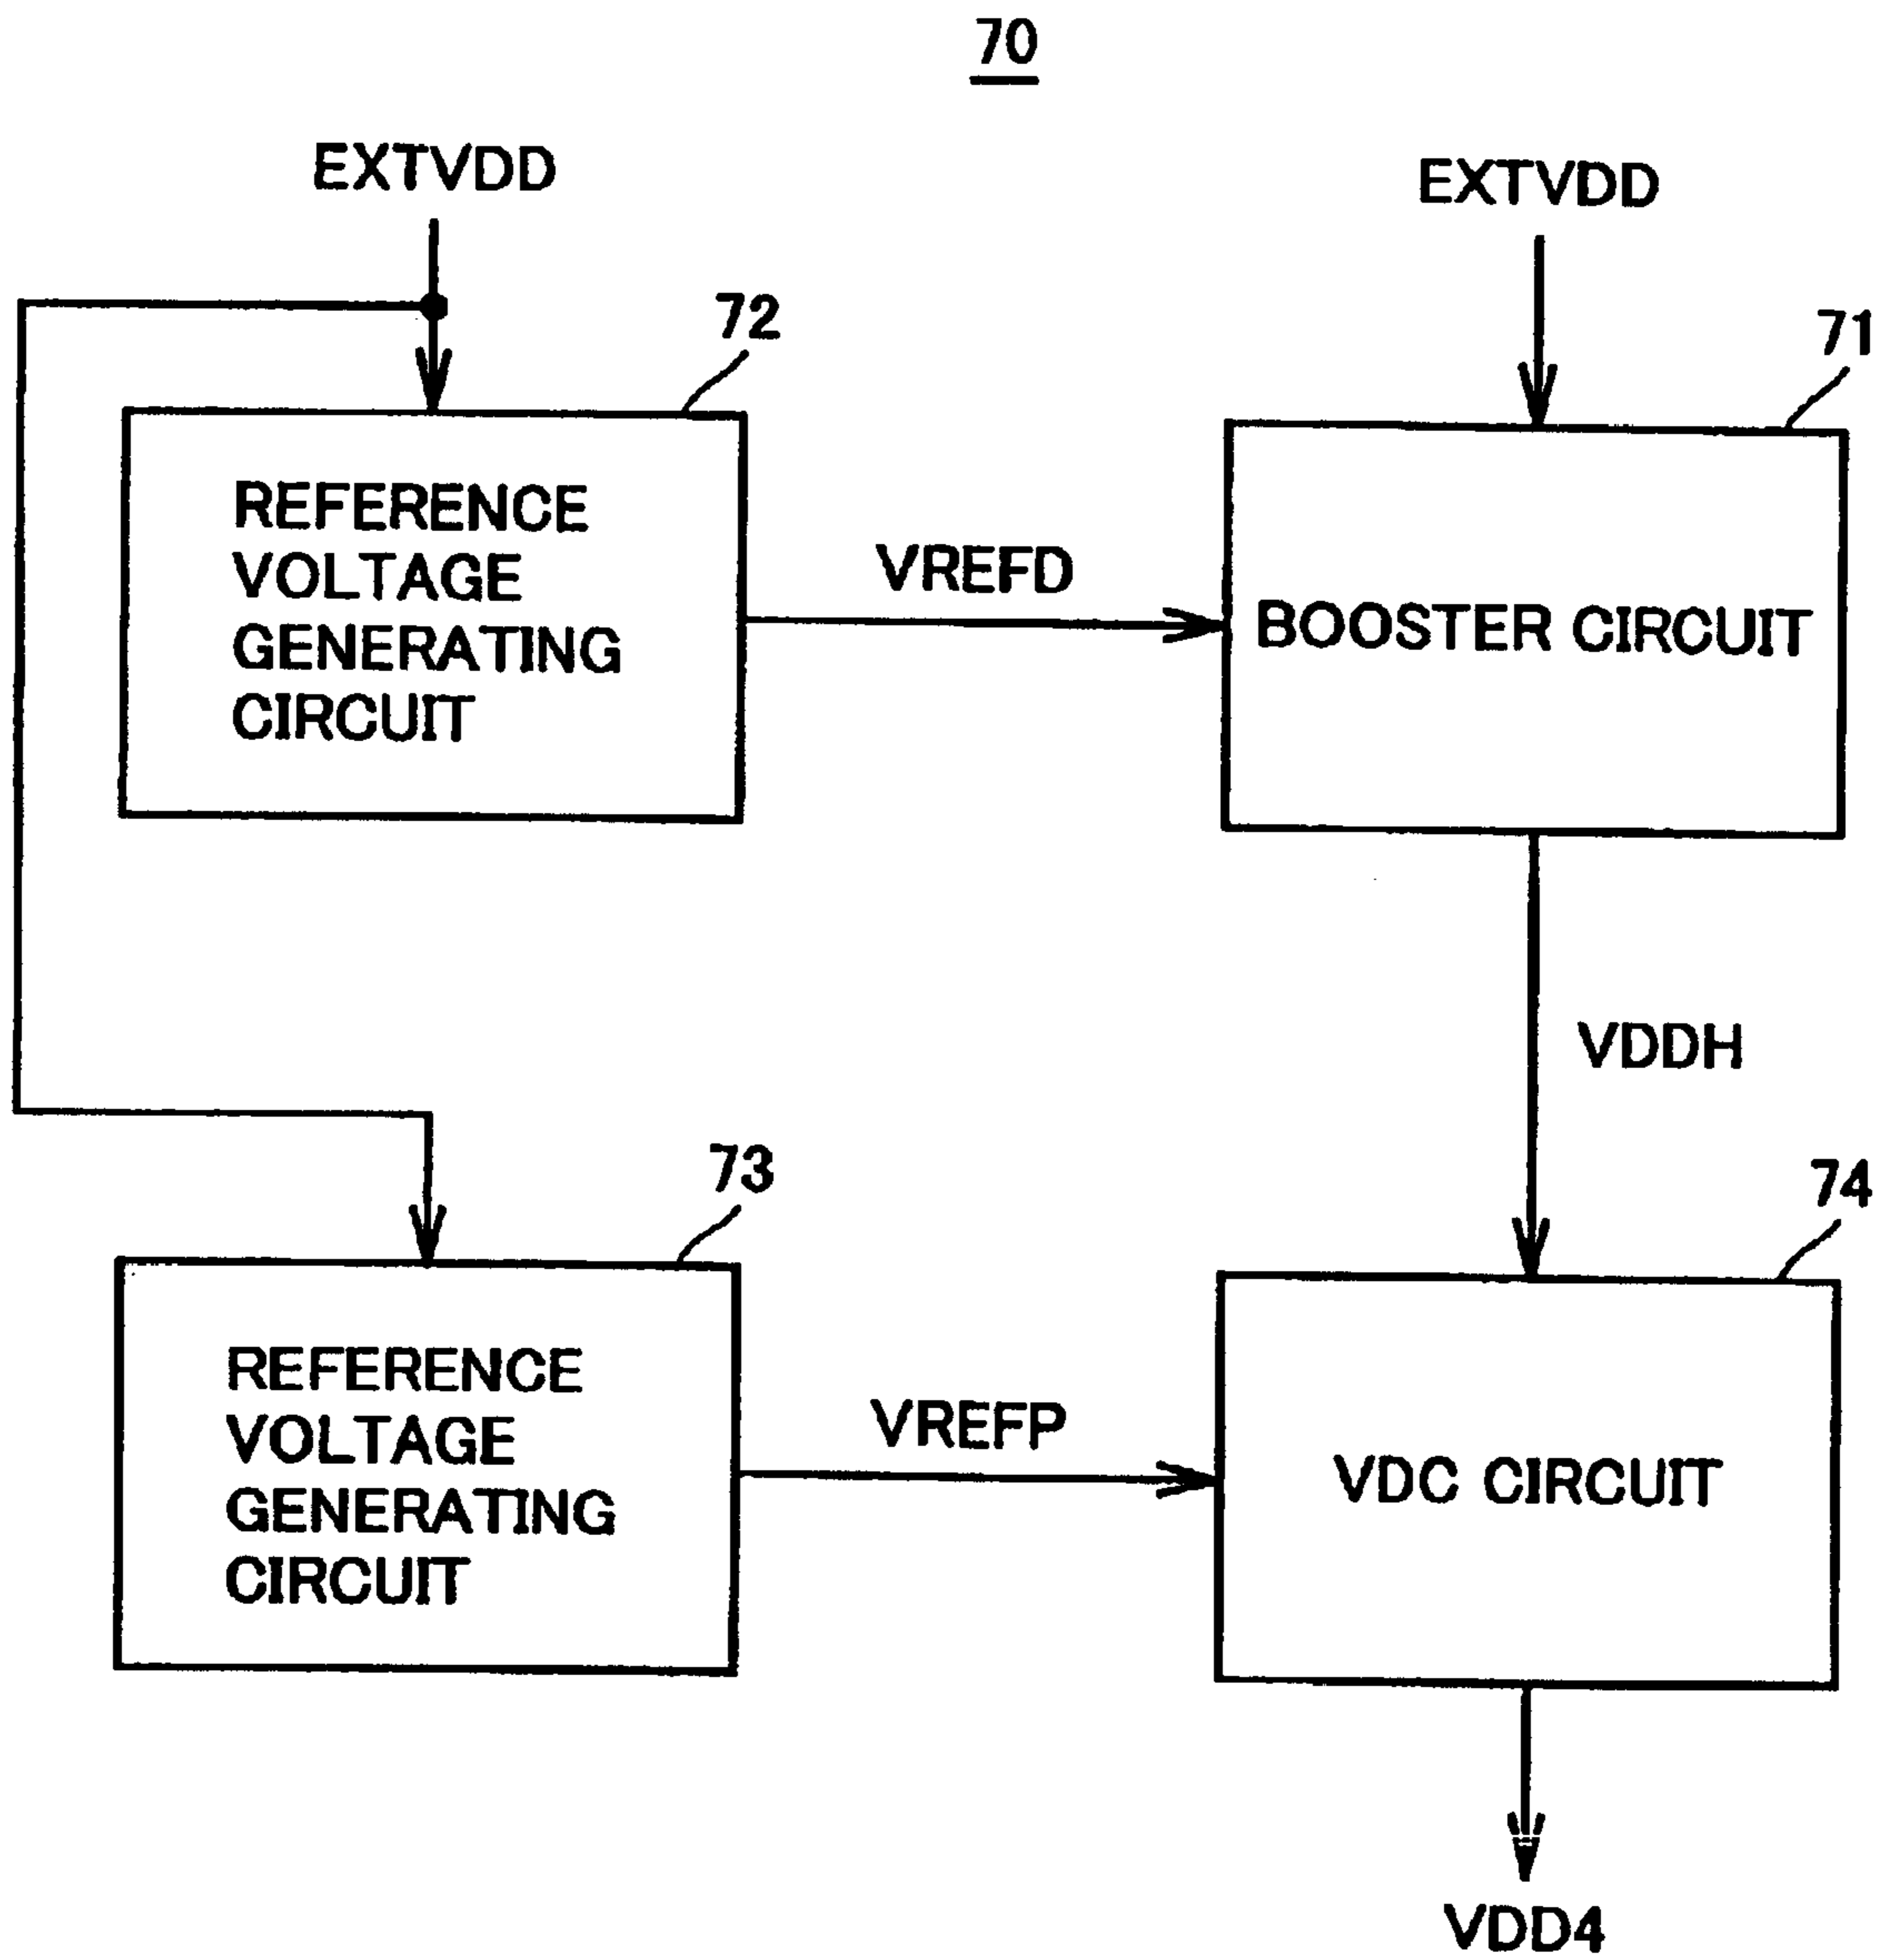 70
EXTVDD
EXTVDD
72
71
REFERENCE
VOLTAGE
GENERATING
CIRCUIT
VREFD
BOOSTER CIRCUIT
VDDH
73
74
REFERENCE
VOLTAGE
GENERATING
CIRCUIT
VREFP
VDC CIRCUIT
VDD4